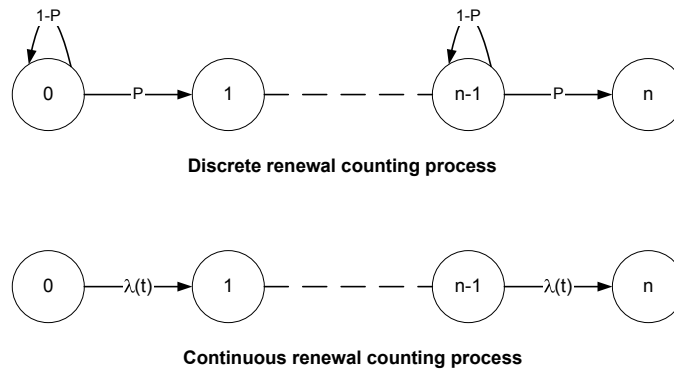 1-P 1-P
0 P 1 n-1 P n
Discrete renewal counting process
0 λ(t) 1 n-1 λ(t) n
Continuous renewal counting process